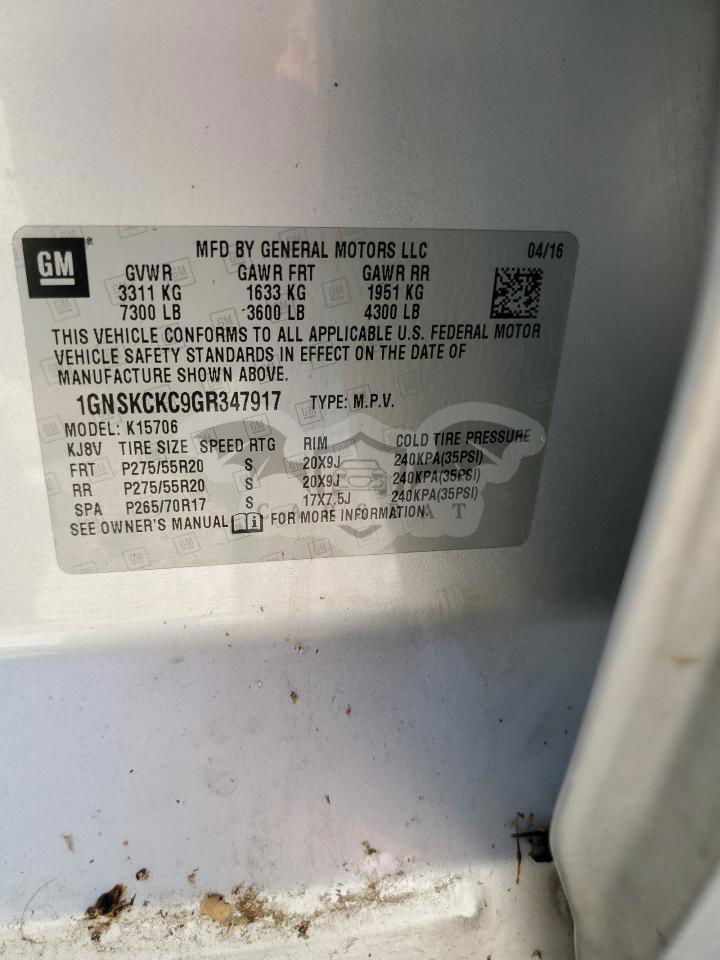 GM®
MFD BY GENERAL MOTORS LLC 04/16
GVWR GAWR FRT GAWR RR
3311 KG 1633 KG 1951 KG
7300 LB 3600 LB 4300 LB
THIS VEHICLE CONFORMS TO ALL APPLICABLE U.S. FEDERAL MOTOR
VEHICLE SAFETY STANDARDS IN EFFECT ON THE DATE OF
MANUFACTURE SHOWN ABOVE.
1GNSKCKC9GR347917 TYPE: M.P.V.
MODEL: K15706
KJ8V TIRE SIZE SPEED RTG RIM COLD TIRE PRESSURE
FRT P275/55R20 S 20X9J 240KPA(35PSI)
RR P275/55R20 S 20X9J 240KPA(35PSI)
SPA P265/70R17 S 17X7.5J 240KPA(35PSI)
SEE OWNER'S MANUAL FOR MORE INFORMATION.